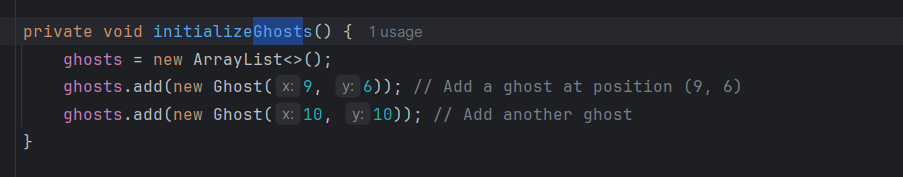 private void initializeGhosts() { 1 usage
ghosts = new ArrayList<>();
ghosts.add(new Ghost( x: 9, y: 6)); // Add a ghost at position (9, 6)
ghosts.add(new Ghost( x: 10, y: 10)); // Add another ghost
}